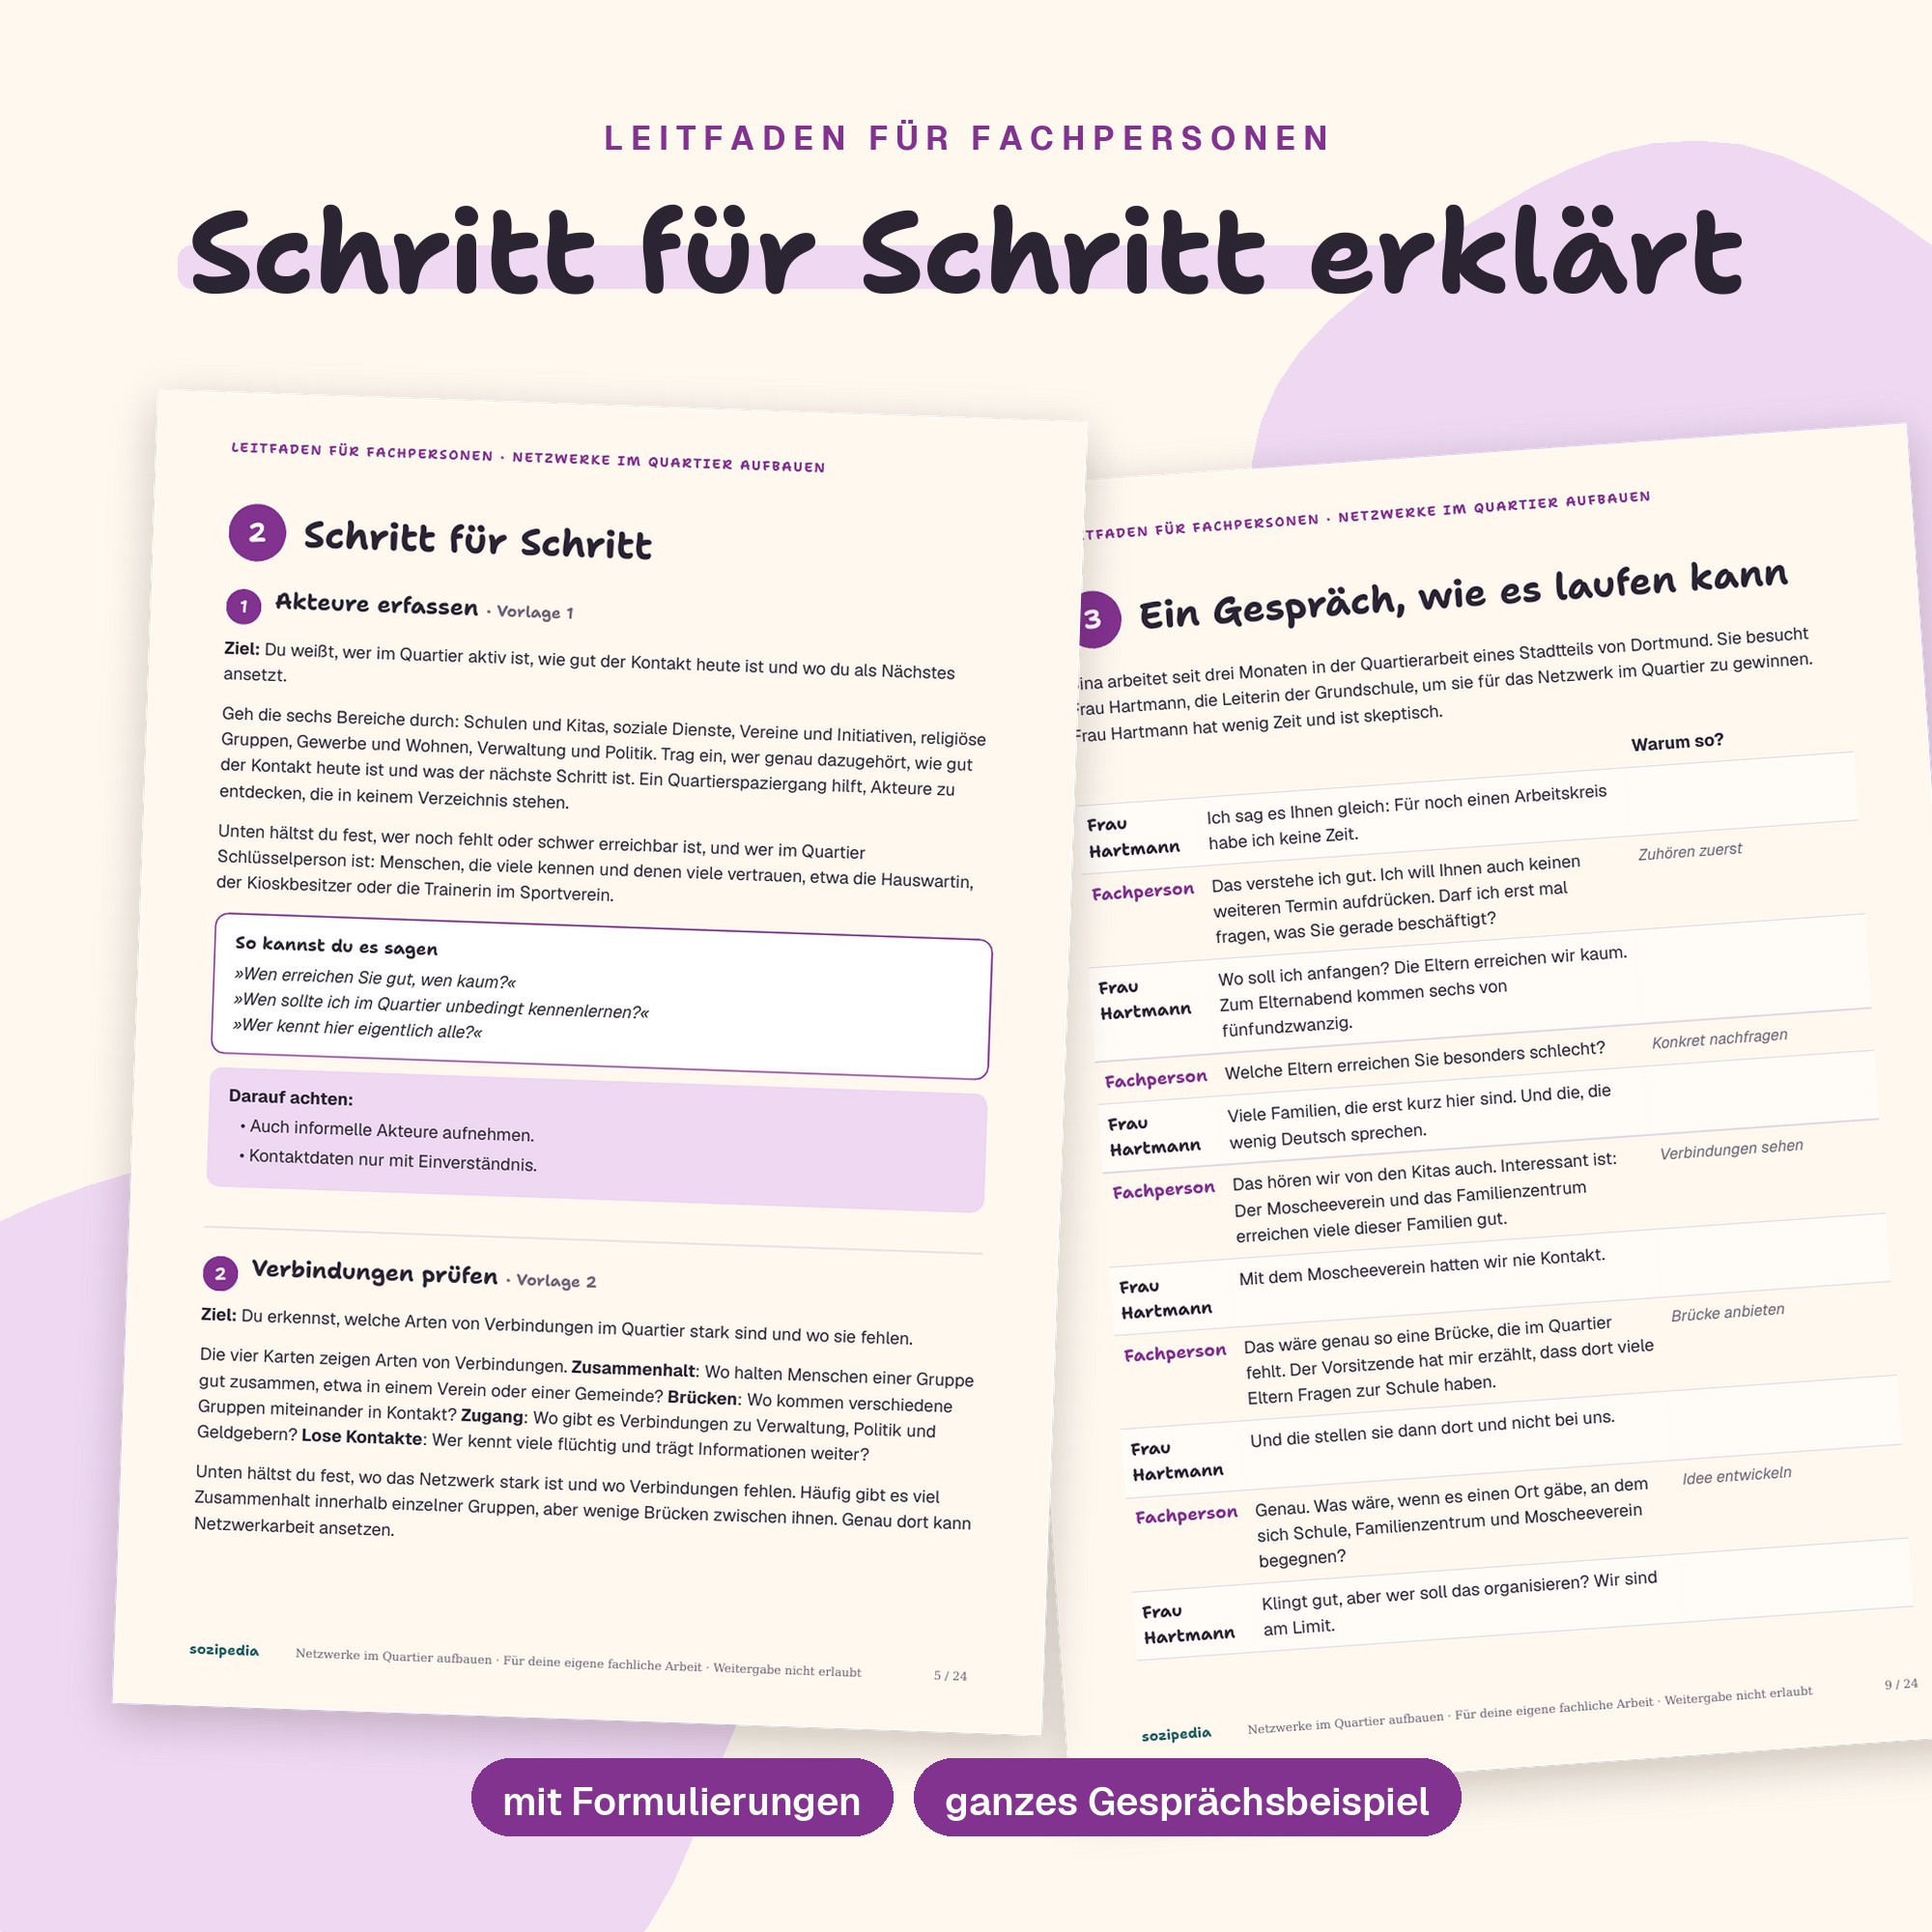 LEITFADEN FÜR FACHPERSONEN
Schritt für Schritt erklärt
LEITFADEN FÜR FACHPERSONEN · NETZWERKE IM QUARTIER AUFBAUEN
2 Schritt für Schritt
1 Akteure erfassen · Vorlage 1
Ziel: Du weißt, wer im Quartier aktiv ist, wie gut der Kontakt heute ist und wo du als Nächstes
ansetzt.
Geh die sechs Bereiche durch: Schulen und Kitas, soziale Dienste, Vereine und Initiativen, religiöse
Gruppen, Gewerbe und Wohnen, Verwaltung und Politik. Trag ein, wer genau dazugehört, wie gut
der Kontakt heute ist und was der nächste Schritt ist. Ein Quartierspaziergang hilft, Akteure zu
entdecken, die in keinem Verzeichnis stehen.
Unten hältst du fest, wer noch fehlt oder schwer erreichbar ist, und wer im Quartier
Schlüsselperson ist: Menschen, die viele kennen und denen viele vertrauen, etwa die Hauswartin,
der Kioskbesitzer oder die Trainerin im Sportverein.
So kannst du es sagen
»Wen erreichen Sie gut, wen kaum?«
»Wen sollte ich im Quartier unbedingt kennenlernen?«
»Wer kennt hier eigentlich alle?«
Darauf achten:
• Auch informelle Akteure aufnehmen.
• Kontaktdaten nur mit Einverständnis.
2 Verbindungen prüfen · Vorlage 2
Ziel: Du erkennst, welche Arten von Verbindungen im Quartier stark sind und wo sie fehlen.
Die vier Karten zeigen Arten von Verbindungen. Zusammenhalt: Wo halten Menschen einer Gruppe
gut zusammen, etwa in einem Verein oder einer Gemeinde? Brücken: Wo kommen verschiedene
Gruppen miteinander in Kontakt? Zugang: Wo gibt es Verbindungen zu Verwaltung, Politik und
Geldgebern? Lose Kontakte: Wer kennt viele flüchtig und trägt Informationen weiter?
Unten hältst du fest, wo das Netzwerk stark ist und wo Verbindungen fehlen. Häufig gibt es viel
Zusammenhalt innerhalb einzelner Gruppen, aber wenige Brücken zwischen ihnen. Genau dort kann
Netzwerkarbeit ansetzen.
sozipedia Netzwerke im Quartier aufbauen · Für deine eigene fachliche Arbeit · Weitergabe nicht erlaubt 5 / 24
FÜR FACHPERSONEN · NETZWERKE IM QUARTIER AUFBAUEN
3 Ein Gespräch, wie es laufen kann
arbeitet seit drei Monaten in der Quartierarbeit eines Stadtteils von Dortmund. Sie besucht
Frau Hartmann, die Leiterin der Grundschule, um sie für das Netzwerk im Quartier zu gewinnen.
Frau Hartmann hat wenig Zeit und ist skeptisch.
Warum so?
Frau Hartmann
Ich sag es Ihnen gleich: Für noch einen Arbeitskreis
habe ich keine Zeit.
Fachperson
Das verstehe ich gut. Ich will Ihnen auch keinen
weiteren Termin aufdrücken. Darf ich erst mal
fragen, was Sie gerade beschäftigt?
Zuhören zuerst
Frau Hartmann
Wo soll ich anfangen? Die Eltern erreichen wir kaum.
Zum Elternabend kommen sechs von
fünfundzwanzig.
Fachperson
Welche Eltern erreichen Sie besonders schlecht?
Konkret nachfragen
Frau Hartmann
Viele Familien, die erst kurz hier sind. Und die, die
wenig Deutsch sprechen.
Fachperson
Das hören wir von den Kitas auch. Interessant ist:
Der Moscheeverein und das Familienzentrum
erreichen viele dieser Familien gut.
Verbindungen sehen
Frau Hartmann
Mit dem Moscheeverein hatten wir nie Kontakt.
Fachperson
Das wäre genau so eine Brücke, die im Quartier
fehlt. Der Vorsitzende hat mir erzählt, dass dort viele
Eltern Fragen zur Schule haben.
Brücke anbieten
Frau Hartmann
Und die stellen sie dann dort und nicht bei uns.
Fachperson
Genau. Was wäre, wenn es einen Ort gäbe, an dem
sich Schule, Familienzentrum und Moscheeverein
begegnen?
Idee entwickeln
Frau Hartmann
Klingt gut, aber wer soll das organisieren? Wir sind
am Limit.
sozipedia Netzwerke im Quartier aufbauen · Für deine eigene fachliche Arbeit · Weitergabe nicht erlaubt 9 / 24
mit Formulierungen
ganzes Gesprächsbeispiel